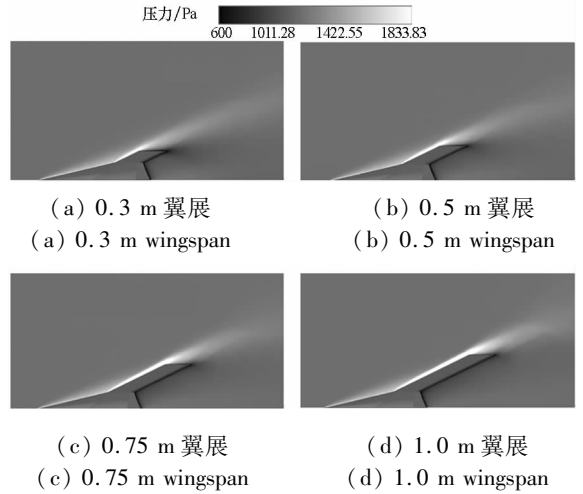 压力/Pa
600 1011.28 1422.55 1833.83
(a) 0.3 m 翼展
(a) 0.3 m wingspan
(b) 0.5 m 翼展
(b) 0.5 m wingspan
(c) 0.75 m 翼展
(c) 0.75 m wingspan
(d) 1.0 m 翼展
(d) 1.0 m wingspan